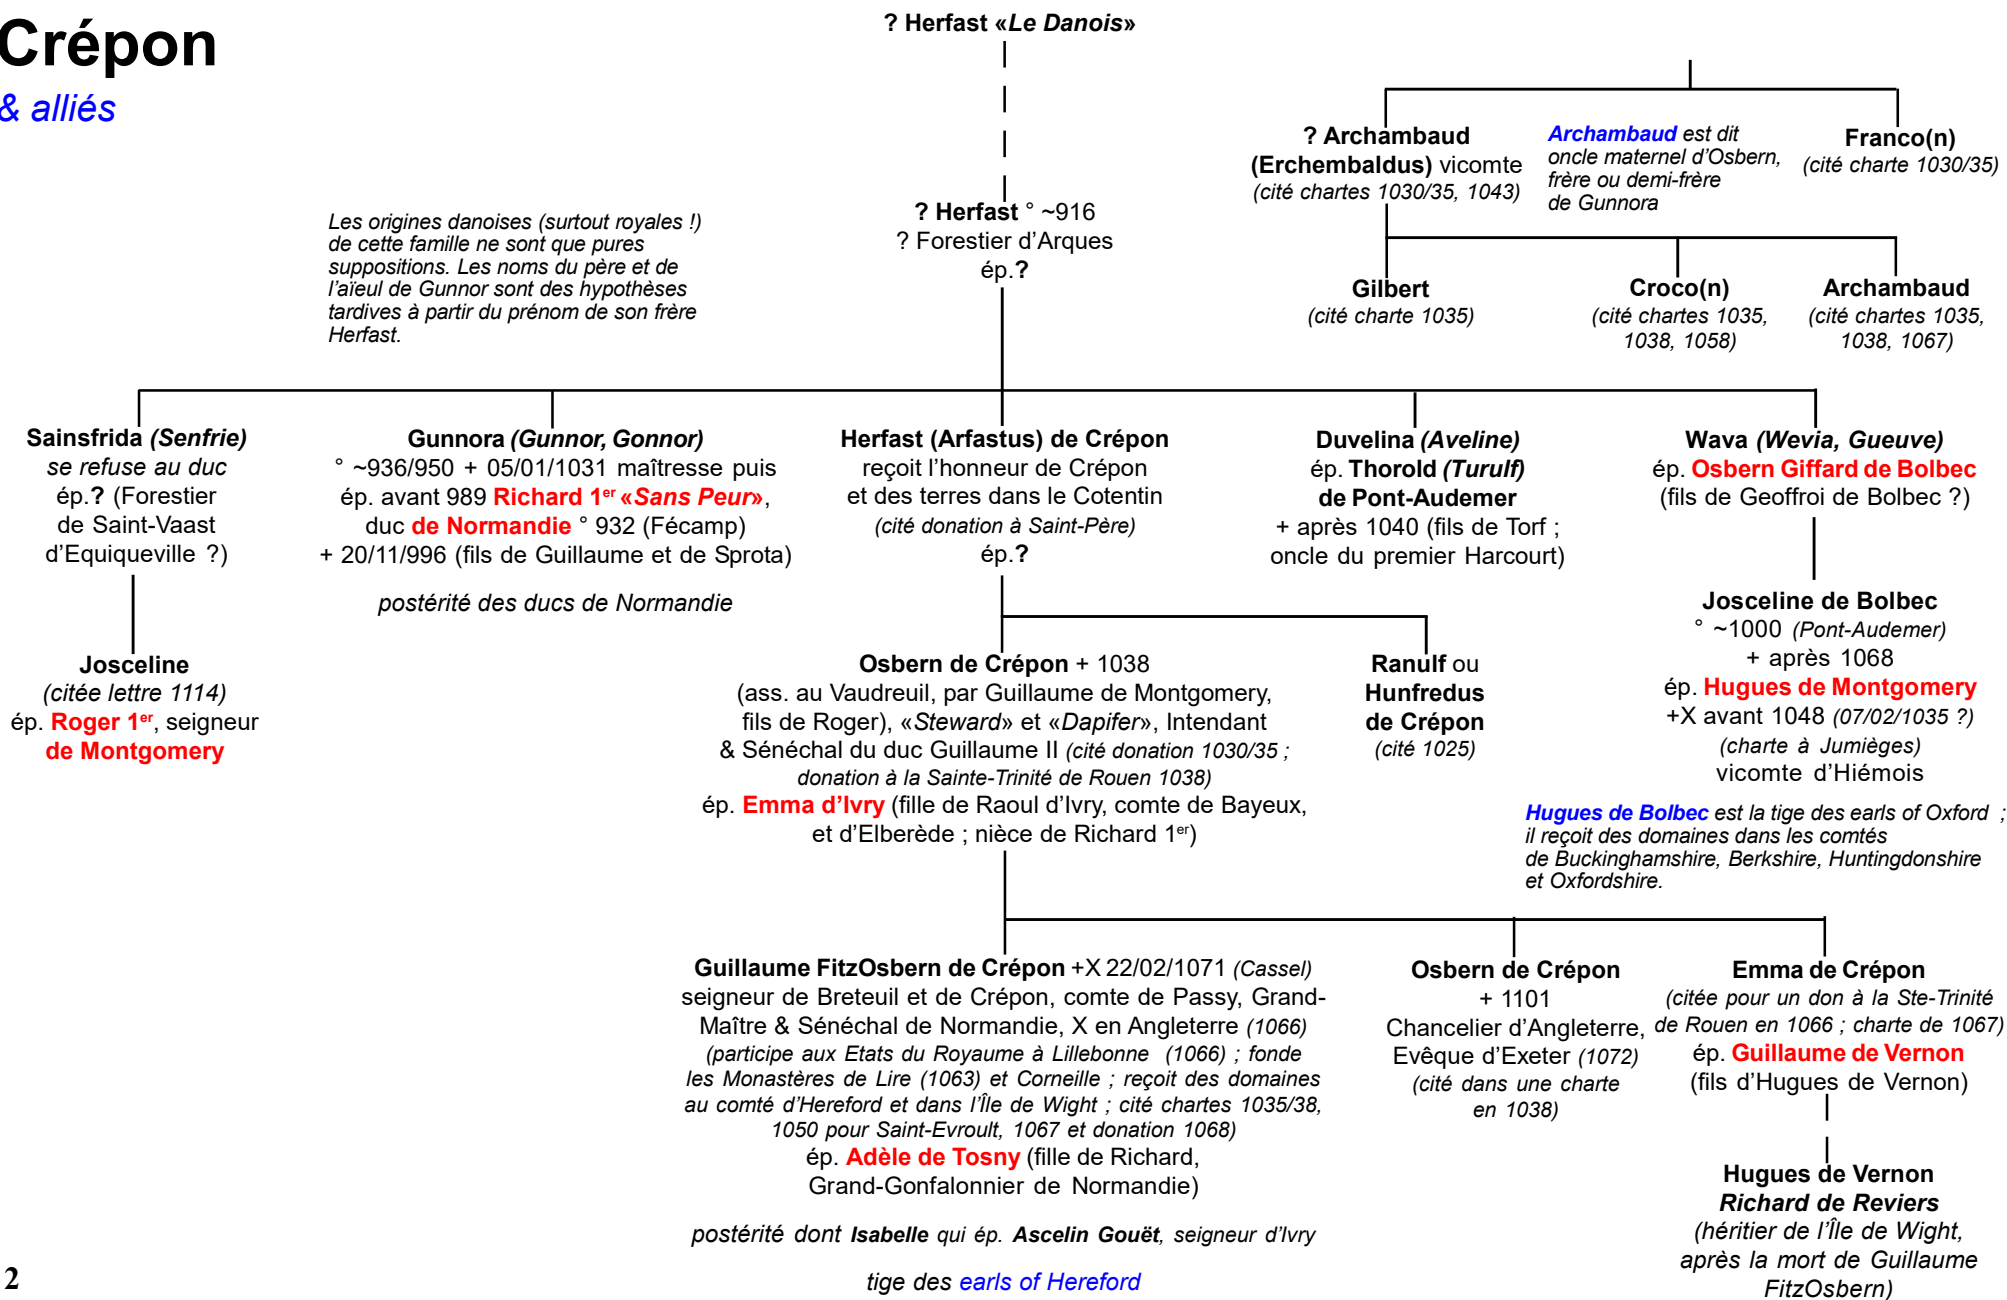 Crépon
& alliés
? Herfast «Le Danois»
? Archambaud
(Erchembaldus) vicomte
(cité chartes 1030/35, 1043)
Archambaud est dit
oncle maternel d’Osbern,
frère ou demi-frère
de Gunnora
Franco(n)
(cité charte 1030/35)
Les origines danoises (surtout royales !)
de cette famille ne sont que pures
suppositions. Les noms du père et de
l’aïeul de Gunnor sont des hypothèses
tardives à partir du prénom de son frère
Herfast.
? Herfast ° ~916
? Forestier d’Arques
ép.?
Gilbert
(cité charte 1035)
Croco(n)
(cité chartes 1035,
1038, 1058)
Archambaud
(cité chartes 1035,
1038, 1067)
Sainsfrida (Senfrie)
se refuse au duc
ép.? (Forestier
de Saint-Vaast
d’Equiqueville ?)
Gunnora (Gunnor, Gonnor)
° ~936/950 + 05/01/1031 maîtresse puis
ép. avant 989 Richard 1er «Sans Peur»,
duc de Normandie ° 932 (Fécamp)
+ 20/11/996 (fils de Guillaume et de Sprota)
postérité des ducs de Normandie
Herfast (Arfastus) de Crépon
reçoit l’honneur de Crépon
et des terres dans le Cotentin
(cité donation à Saint-Père)
ép.?
Duvelina (Aveline)
ép. Thorold (Turulf)
de Pont-Audemer
+ après 1040 (fils de Torf ;
oncle du premier Harcourt)
Wava (Wevia, Gueuve)
ép. Osbern Giffard de Bolbec
(fils de Geoffroi de Bolbec ?)
Josceline
(citée lettre 1114)
ép. Roger 1er, seigneur
de Montgomery
Osbern de Crépon + 1038
(ass. au Vaudreuil, par Guillaume de Montgomery,
fils de Roger), «Steward» et «Dapifer», Intendant
& Sénéchal du duc Guillaume II (cité donation 1030/35 ;
donation à la Sainte-Trinité de Rouen 1038)
ép. Emma d’Ivry (fille de Raoul d’Ivry, comte de Bayeux,
et d’Elberède ; nièce de Richard 1er)
Ranulf ou
Hunfredus
de Crépon
(cité 1025)
Josceline de Bolbec
° ~1000 (Pont-Audemer)
+ après 1068
ép. Hugues de Montgomery
+X avant 1048 (07/02/1035 ?)
(charte à Jumièges)
vicomte d’Hiémois
Hugues de Bolbec est la tige des earls of Oxford ;
il reçoit des domaines dans les comtés
de Buckinghamshire, Berkshire, Huntingdonshire
et Oxfordshire.
Guillaume FitzOsbern de Crépon +X 22/02/1071 (Cassel)
seigneur de Breteuil et de Crépon, comte de Passy, Grand-
Maître & Sénéchal de Normandie, X en Angleterre (1066)
(participe aux Etats du Royaume à Lillebonne (1066) ; fonde
les Monastères de Lire (1063) et Corneille ; reçoit des domaines
au comté d’Hereford et dans l’Île de Wight ; cité chartes 1035/38,
1050 pour Saint-Evroult, 1067 et donation 1068)
ép. Adèle de Tosny (fille de Richard,
Grand-Gonfalonnier de Normandie)
postérité dont Isabelle qui ép. Ascelin Gouët, seigneur d’Ivry
tige des earls of Hereford
Osbern de Crépon
+ 1101
Chancelier d’Angleterre,
Evêque d’Exeter (1072)
(cité dans une charte
en 1038)
Emma de Crépon
(citée pour un don à la Ste-Trinité
de Rouen en 1066 ; charte de 1067)
ép. Guillaume de Vernon
(fils d’Hugues de Vernon)
Hugues de Vernon
Richard de Reviers
(héritier de l’Île de Wight,
après la mort de Guillaume
FitzOsbern)
2